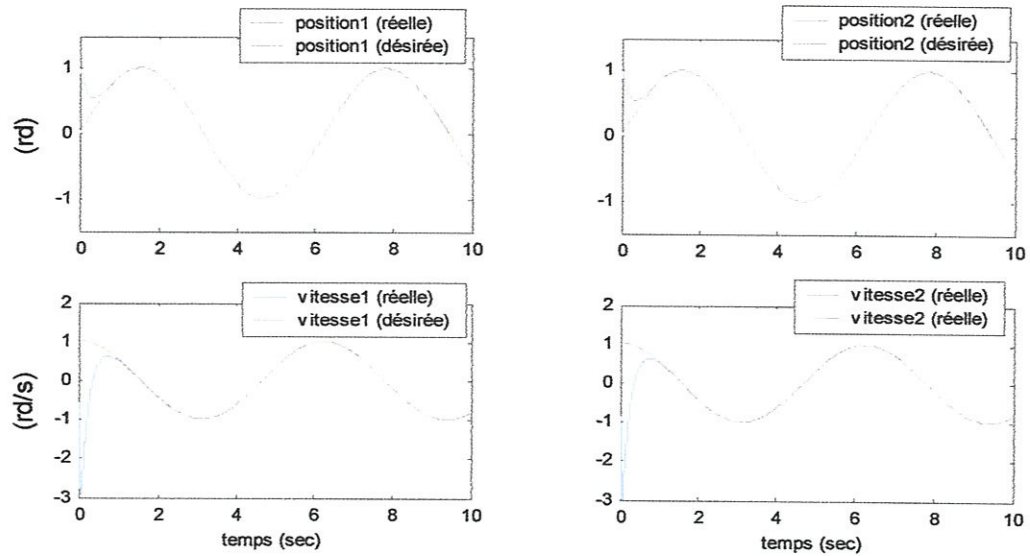 position1 (réelle)
position1 (désirée)
position2 (réelle)
position2 (désirée)
1
0
-1
(rd)
0 2 4 6 8 10
1
0
-1
0 2 4 6 8 10
vitesse1 (réelle)
vitesse1 (désirée)
vitesse2 (réelle)
vitesse2 (réelle)
2
1
0
-1
-2
-3
(rd/s)
0 2 4 6 8 10
temps (sec)
2
1
0
-1
-2
-3
0 2 4 6 8 10
temps (sec)